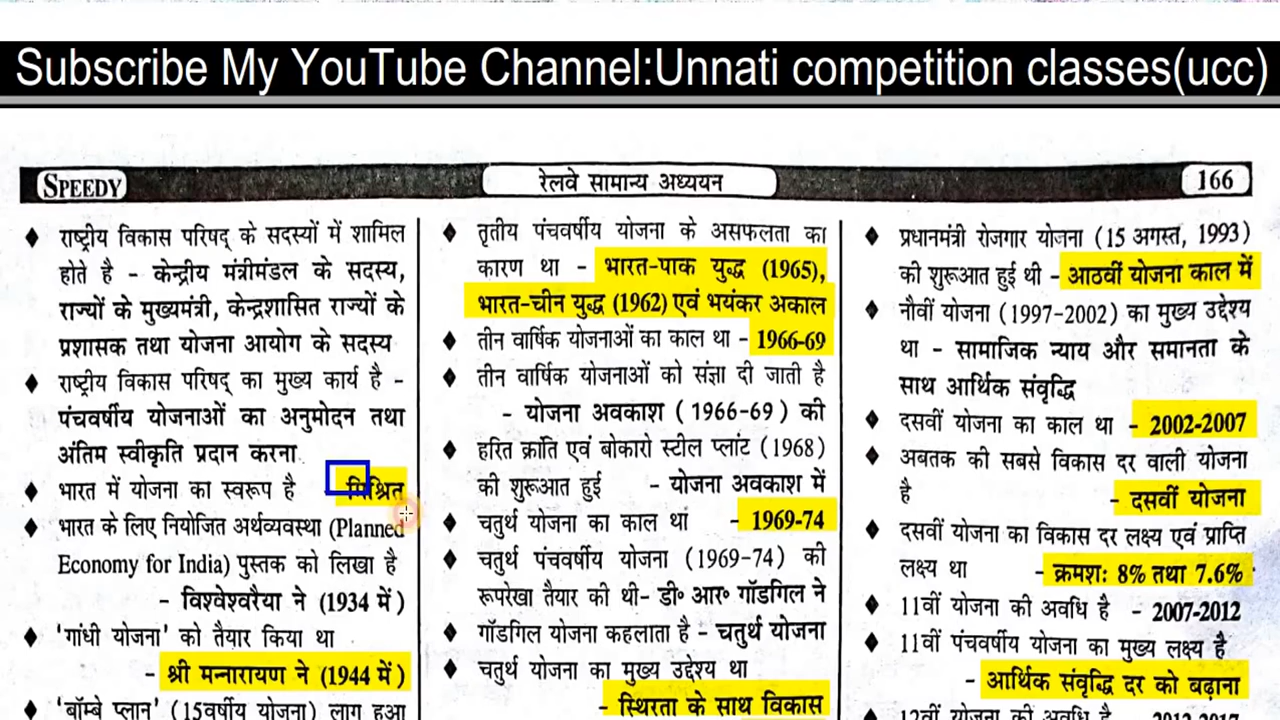 Subscribe My YouTube Channel:Unnati competition classes(ucc)
SPEEDY
रेलवे सामान्य अध्ययन
166
राष्ट्रीय विकास परिषद् के सदस्यों में शामिल
होते है - केन्द्रीय मंत्रीमंडल के सदस्य,
राज्यों के मुख्यमंत्री, केन्द्रशासित राज्यों के
प्रशासक तथा योजना आयोग के सदस्य
राष्ट्रीय विकास परिषद् का मुख्य कार्य है -
पंचवर्षीय योजनाओं का अनुमोदन तथा
अंतिम स्वीकृति प्रदान करना
भारत में योजना का स्वरूप है मिश्रित
भारत के लिए नियोजित अर्थव्यवस्था (Planned
Economy for India) पुस्तक को लिखा है
- विश्वेश्वरैया ने (1934 में)
'गांधी योजना' को तैयार किया था
- श्री मन्नारायण ने (1944 में)
'बॉम्बे प्लान' (15वर्षीय योजना) लागू हुआ
तृतीय पंचवर्षीय योजना के असफलता का
कारण था - भारत-पाक युद्ध (1965),
भारत-चीन युद्ध (1962) एवं भयंकर अकाल
तीन वार्षिक योजनाओं का काल था - 1966-69
तीन वार्षिक योजनाओं को संज्ञा दी जाती है
- योजना अवकाश (1966-69) की
हरित क्रांति एवं बोकारो स्टील प्लांट (1968)
की शुरूआत हुई - योजना अवकाश में
चतुर्थ योजना का काल था - 1969-74
चतुर्थ पंचवर्षीय योजना (1969-74) की
रूपरेखा तैयार की थी- डी॰ आर॰ गॉडगिल ने
गॉडगिल योजना कहलाता है - चतुर्थ योजना
चतुर्थ योजना का मुख्य उद्देश्य था
- स्थिरता के साथ विकास
प्रधानमंत्री रोजगार योजना (15 अगस्त, 1993)
की शुरूआत हुई थी - आठवीं योजना काल में
नौवीं योजना (1997-2002) का मुख्य उद्देश्य
था - सामाजिक न्याय और समानता के
साथ आर्थिक संवृद्धि
दसवीं योजना का काल था - 2002-2007
अबतक की सबसे विकास दर वाली योजना
है - दसवीं योजना
दसवीं योजना का विकास दर लक्ष्य एवं प्राप्ति
लक्ष्य था - क्रमशः 8% तथा 7.6%
11वीं योजना की अवधि है - 2007-2012
11वीं पंचवर्षीय योजना का मुख्य लक्ष्य है
- आर्थिक संवृद्धि दर को बढ़ाना
12वीं योजना की अवधि है - 2012-2017